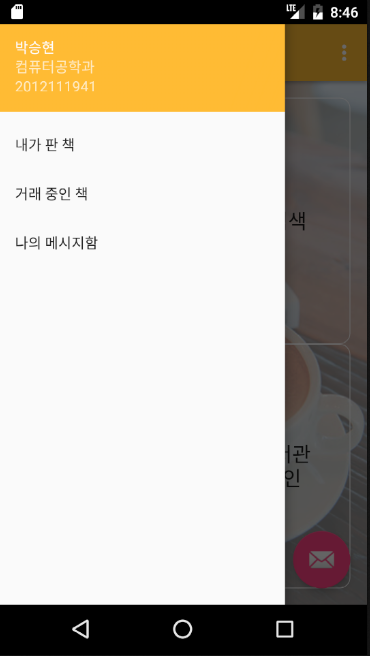 LTE 8:46
박승현
컴퓨터공학과
2012111941
내가 판 책
거래 중인 책
나의 메시지함
색
관
인